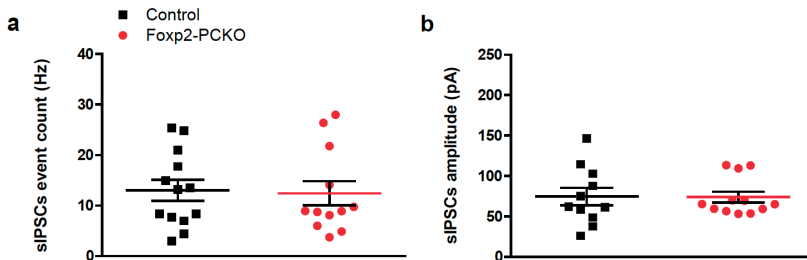 a
Control
Foxp2-PCKO
sIPSCs event count (Hz)
40
30
20
10
0
b
sIPSCs amplitude (pA)
250
200
150
100
50
0